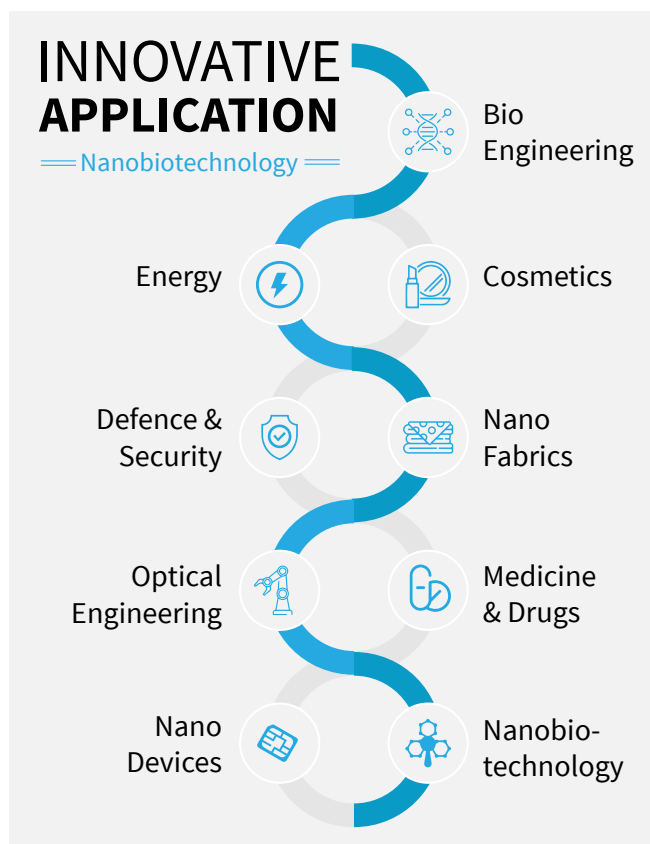 INNOVATIVE
APPLICATION
Nanobiotechnology
Bio
Engineering
Energy
Cosmetics
Defence &
Security
Nano
Fabrics
Optical
Engineering
Medicine
& Drugs
Nano
Devices
Nanobio-
technology